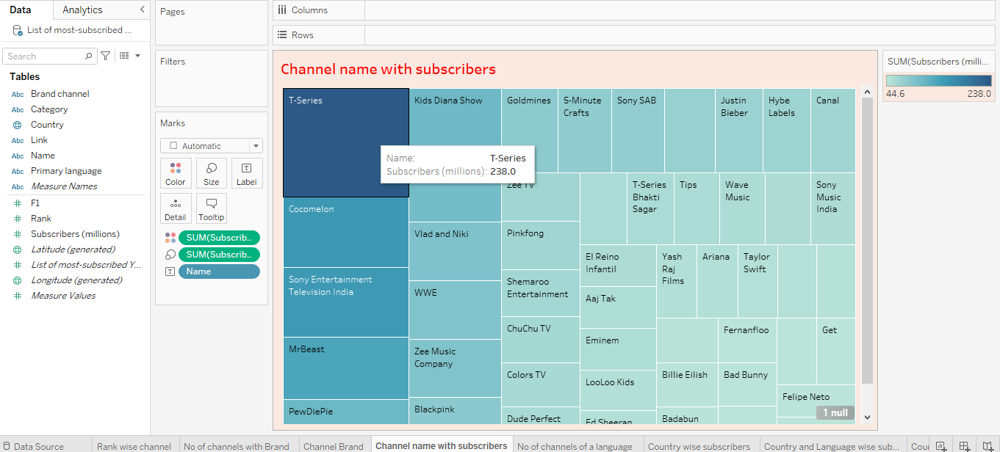 Data
Analytics
List of most-subscribed ...
Search
Tables
Abc Brand channel
Abc Category
Country
Abc Link
Abc Name
Abc Primary language
Abc Measure Names
F1
Rank
Subscribers (millions)
Latitude (generated)
List of most-subscribed Y...
Longitude (generated)
Measure Values
Pages
Filters
Marks
Automatic
Color
Size
Label
Detail
Tooltip
SUM(Subscrib..
SUM(Subscrib..
Name
Columns
Rows
Channel name with subscribers
T-Series
Cocomelon
Sony Entertainment
Television India
MrBeast
PewDiePie
Kids Diana Show
Vlad and Niki
WWE
Zee Music
Company
Blackpink
Goldmines
Zee TV
Pinkfong
Shemaroo
Entertainment
ChuChu TV
Colors TV
Dude Perfect
5-Minute
Crafts
Sony SAB
Justin
Bieber
Hybe
Labels
Canal
T-Series
Bhakti
Sagar
Tips
Wave
Music
Sony
Music
India
El Reino
Infantil
Aaj Tak
Eminem
LooLoo Kids
Ed Sheeran
Yash
Raj
Films
Ariana
Taylor
Swift
Billie Eilish
Badabun
Fernanfloo
Bad Bunny
Get
Felipe Neto
1 null
Name: T-Series
Subscribers (millions): 238.0
SUM(Subscribers (milli...
44.6 238.0
Data Source
Rank wise channel
No of channels with Brand
Channel Brand
Channel name with subscribers
No of channels of a language
Country wise subscribers
Country and Language wise sub...
Cou